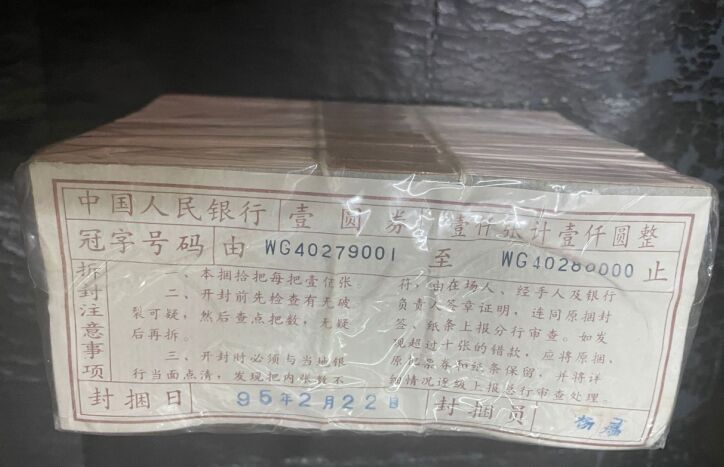 中国人民银行 壹圆券 壹仟张计壹仟圆整
冠字号码 由 WG40279001 至 WG40280000 止
拆封注意事项
一、本捆拾把每把壹佰张。
二、开封前先检查有无破
裂可疑，然后查点把数，无疑
后再拆。
三、开封时必须与当地银
行当面点清，发现把内张数不
符，由在场人、经手人及银行
负责人签章证明，连同原捆封
签、纸条上报分行审查。如发
现超过十张的错款，应将原捆、
原把票券和纸条保留，并将详
细情况逐级上报总行审查处理。
封捆日 95年2月22日 封捆员